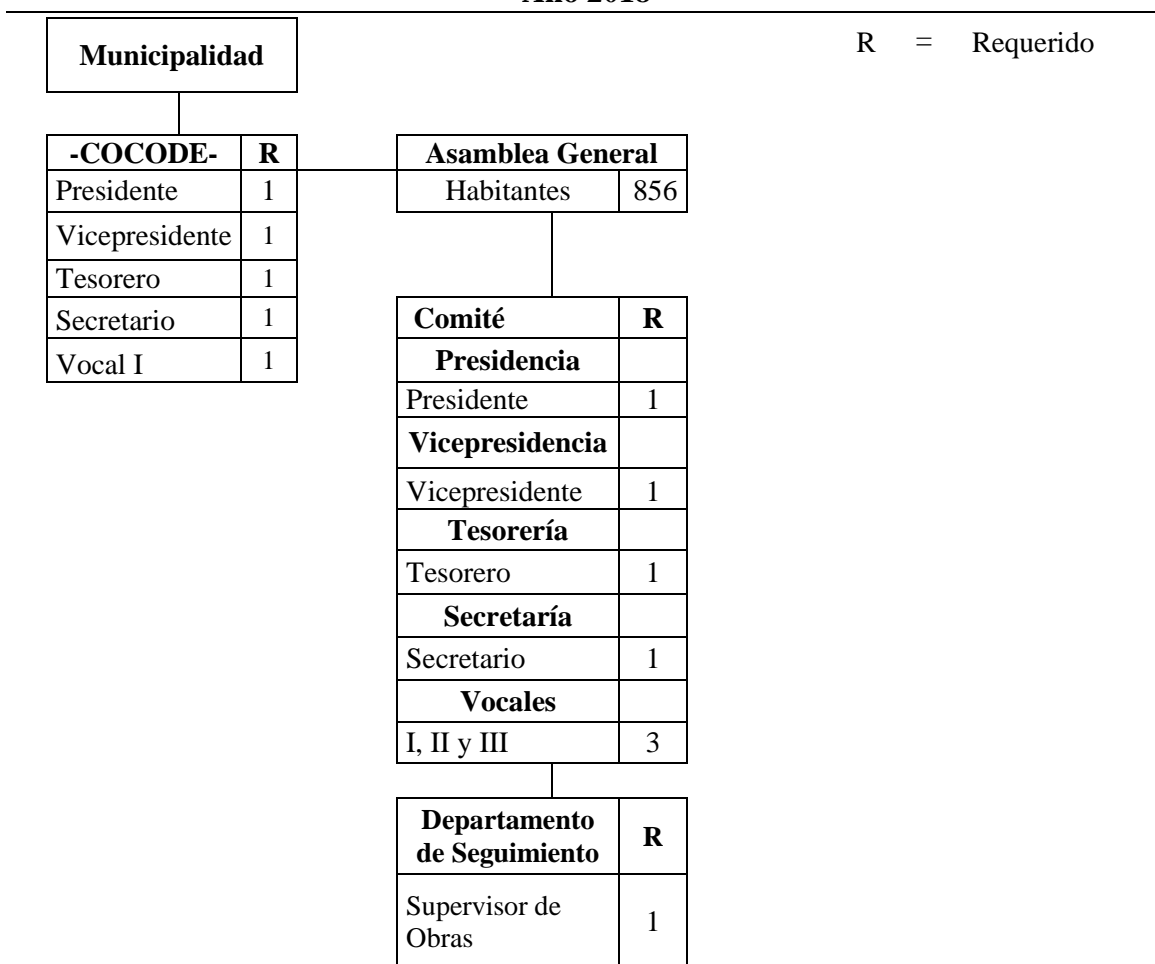 Año 2018
Municipalidad
R = Requerido
-COCODE- R
Presidente 1
Vicepresidente 1
Tesorero 1
Secretario 1
Vocal I 1
Asamblea General
Habitantes 856
Comité R
Presidencia
Presidente 1
Vicepresidencia
Vicepresidente 1
Tesorería
Tesorero 1
Secretaría
Secretario 1
Vocales
I, II y III 3
Departamento
de Seguimiento R
Supervisor de
Obras 1